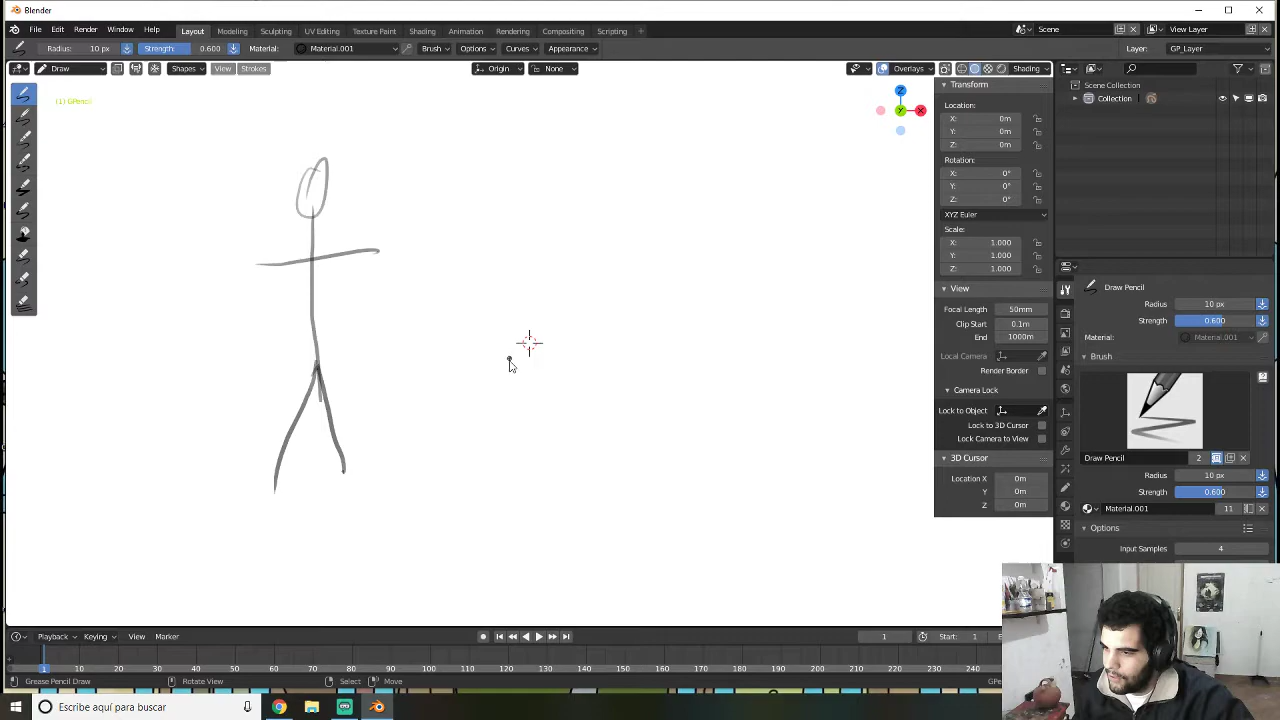 Blender
File Edit Render Window Help Layout Modeling Sculpting UV Editing Texture Paint Shading Animation Rendering Compositing Scripting + Scene View Layer
Radius: 10 px Strength: 0.600 Material: Material.001 Brush Options Curves Appearance Layer: GP_Layer
Draw Shapes View Strokes Origin None Overlays Shading
(1) GPencil
Z
Y
X
Transform
Location:
X: 0m
Y: 0m
Z: 0m
Rotation:
X: 0°
Y: 0°
Z: 0°
XYZ Euler
Scale:
X: 1.000
Y: 1.000
Z: 1.000
View
Focal Length 50mm
Clip Start 0.1m
End 1000m
Local Camera
Render Border
Camera Lock
Lock to Object
Lock to 3D Cursor
Lock Camera to View
3D Cursor
Location X 0m
Y 0m
Z 0m
Scene Collection
Collection
Draw Pencil
Radius 10 px
Strength 0.600
Material: Material.001
Brush
Draw Pencil 2
Radius 10 px
Strength 0.600
Material.001 11
Options
Input Samples 4
Playback Keying View Marker 1 Start: 1
1 10 20 30 40 50 60 70 80 90 100 110 120 130 140 150 160 170 180 190 200 210 220 230 240
Grease Pencil Draw Rotate View Select Move
Escribe aquí para buscar